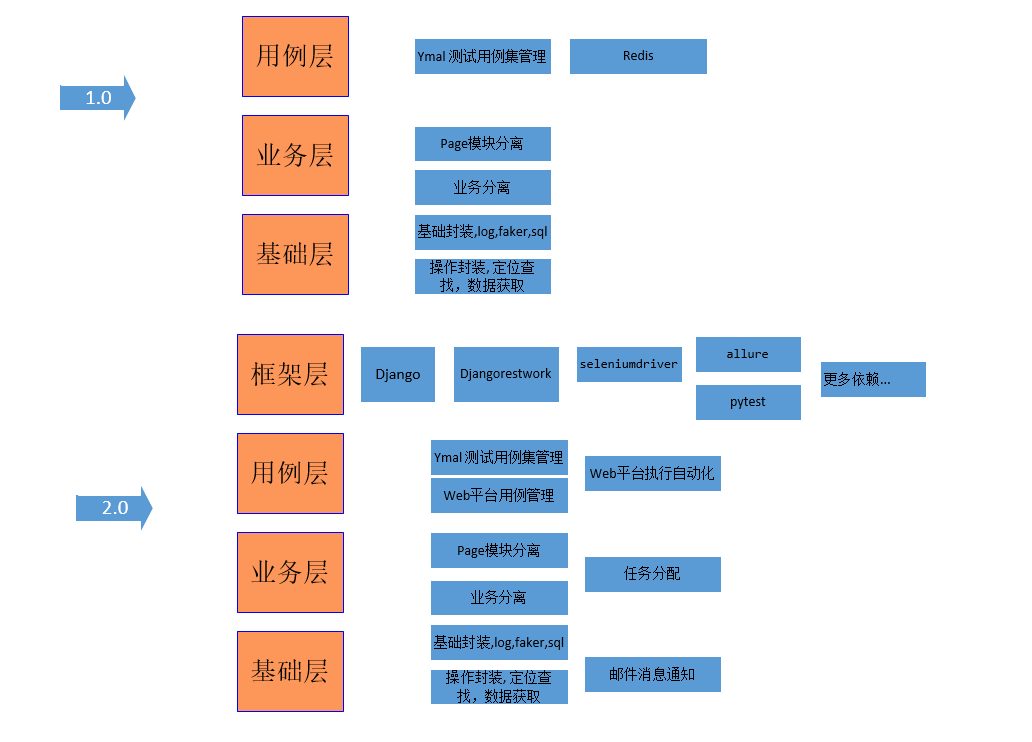 用例层
Ymal 测试用例集管理
Redis
1.0
业务层
Page模块分离
业务分离
基础层
基础封装,log,faker,sql
操作封装, 定位查
找，数据获取
框架层
Django
Djangorestwork
seleniumdriver
allure
pytest
更多依赖...
用例层
Ymal 测试用例集管理
Web平台用例管理
Web平台执行自动化
2.0
业务层
Page模块分离
业务分离
任务分配
基础层
基础封装,log,faker,sql
操作封装, 定位查
找，数据获取
邮件消息通知